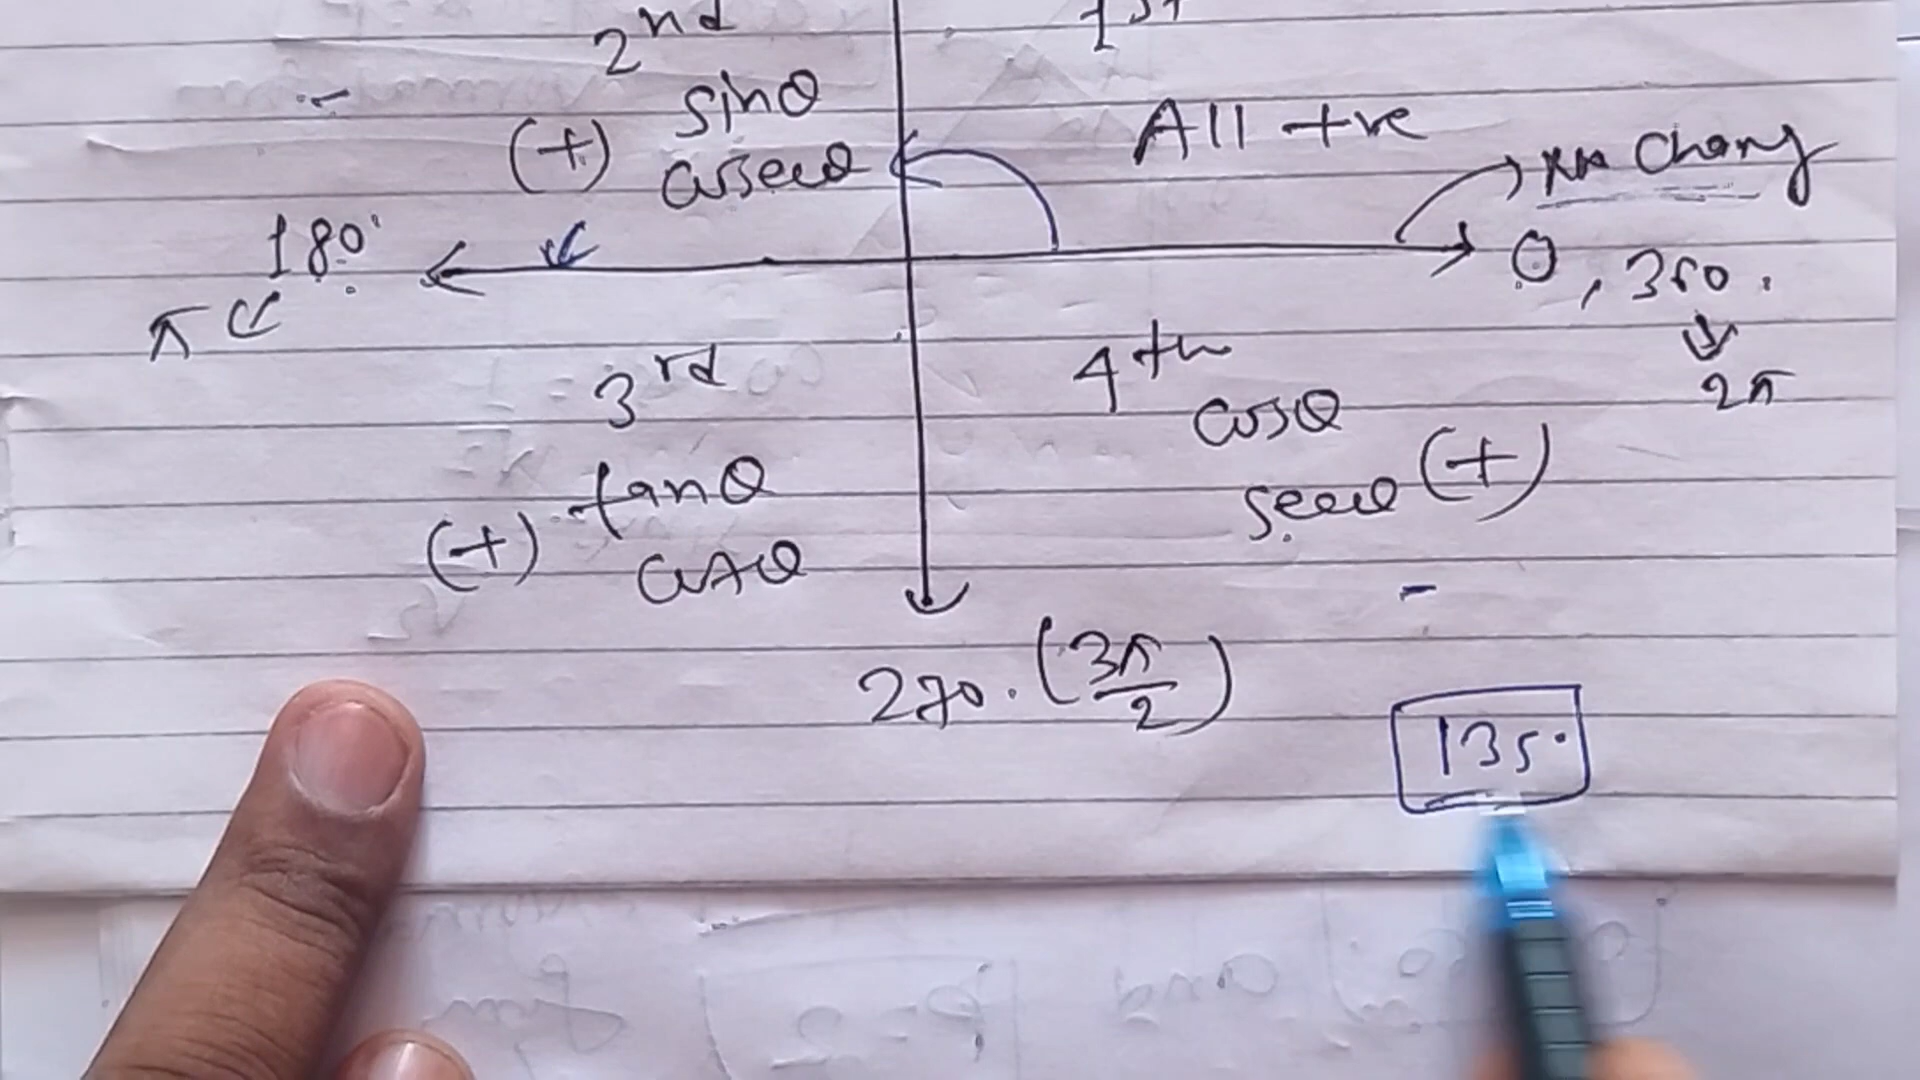 2nd
1st
sinθ
(+) cosecθ
All +ve
no Chang
180°
0, 360°
π
2π
3rd
4th
cosθ
tanθ
secθ (+)
(+) cotθ
270° (3π/2)
135°